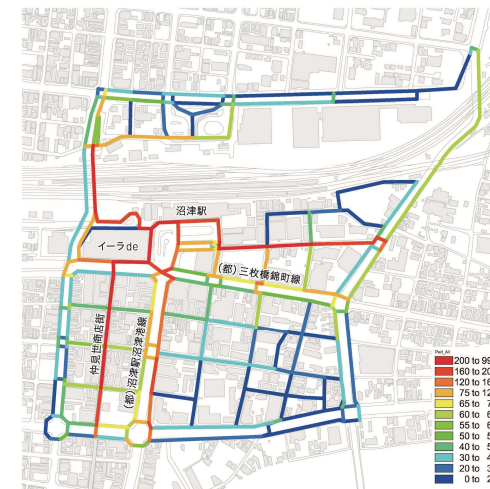 沼津駅
イーラde
(都)三枚橋錦町線
仲見世商店街
(都)沼津駅沼津港線
Ped_All
200 to 99
160 to 20
120 to 16
75 to 12
65 to 7
60 to 6
55 to 6
50 to 5
40 to 5
30 to 4
20 to 3
0 to 2